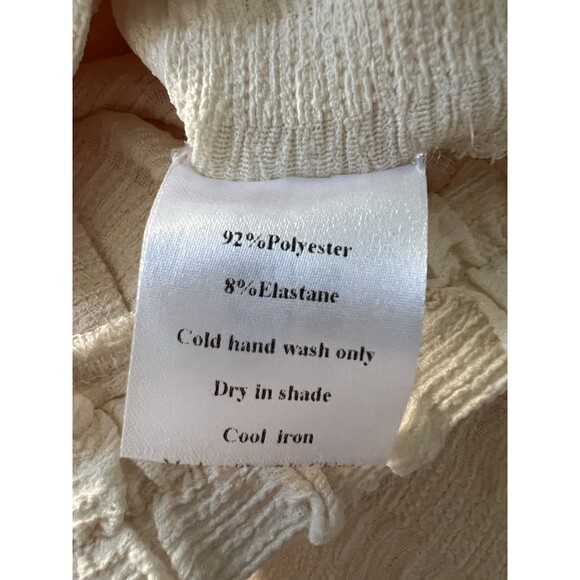 92%Polyester
8%Elastane
Cold hand wash only
Dry in shade
Cool iron